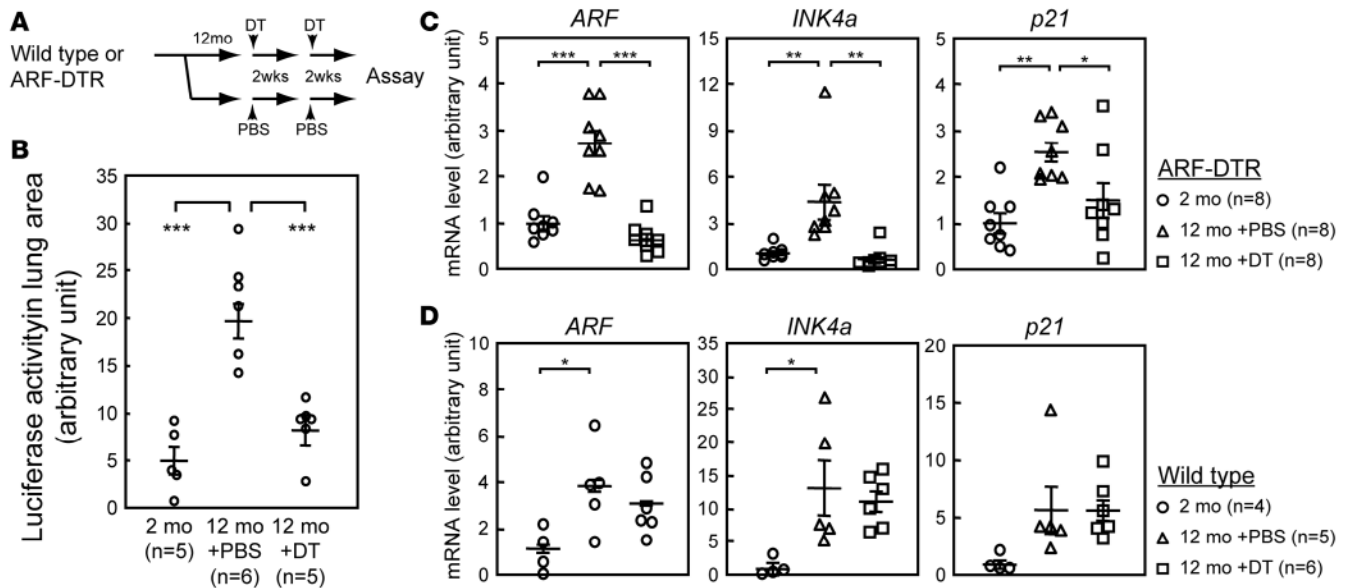 A
Wild type or
ARF-DTR
12mo
DT
DT
2wks
2wks
PBS
PBS
Assay
B
Luciferase activityin lung area
(arbitrary unit)
35
30
25
20
15
10
5
0
***
***
2 mo
(n=5)
12 mo
+PBS
(n=6)
12 mo
+DT
(n=5)
C
mRNA level (arbitrary unit)
ARF
5
4
3
2
1
0
***
***
INK4a
15
12
9
6
3
0
**
**
p21
5
4
3
2
1
0
**
*
ARF-DTR
2 mo (n=8)
12 mo +PBS (n=8)
12 mo +DT (n=8)
D
mRNA level (arbitrary unit)
ARF
10
8
6
4
2
0
*
INK4a
35
30
25
20
15
10
5
0
*
p21
20
15
10
5
0
Wild type
2 mo (n=4)
12 mo +PBS (n=5)
12 mo +DT (n=6)